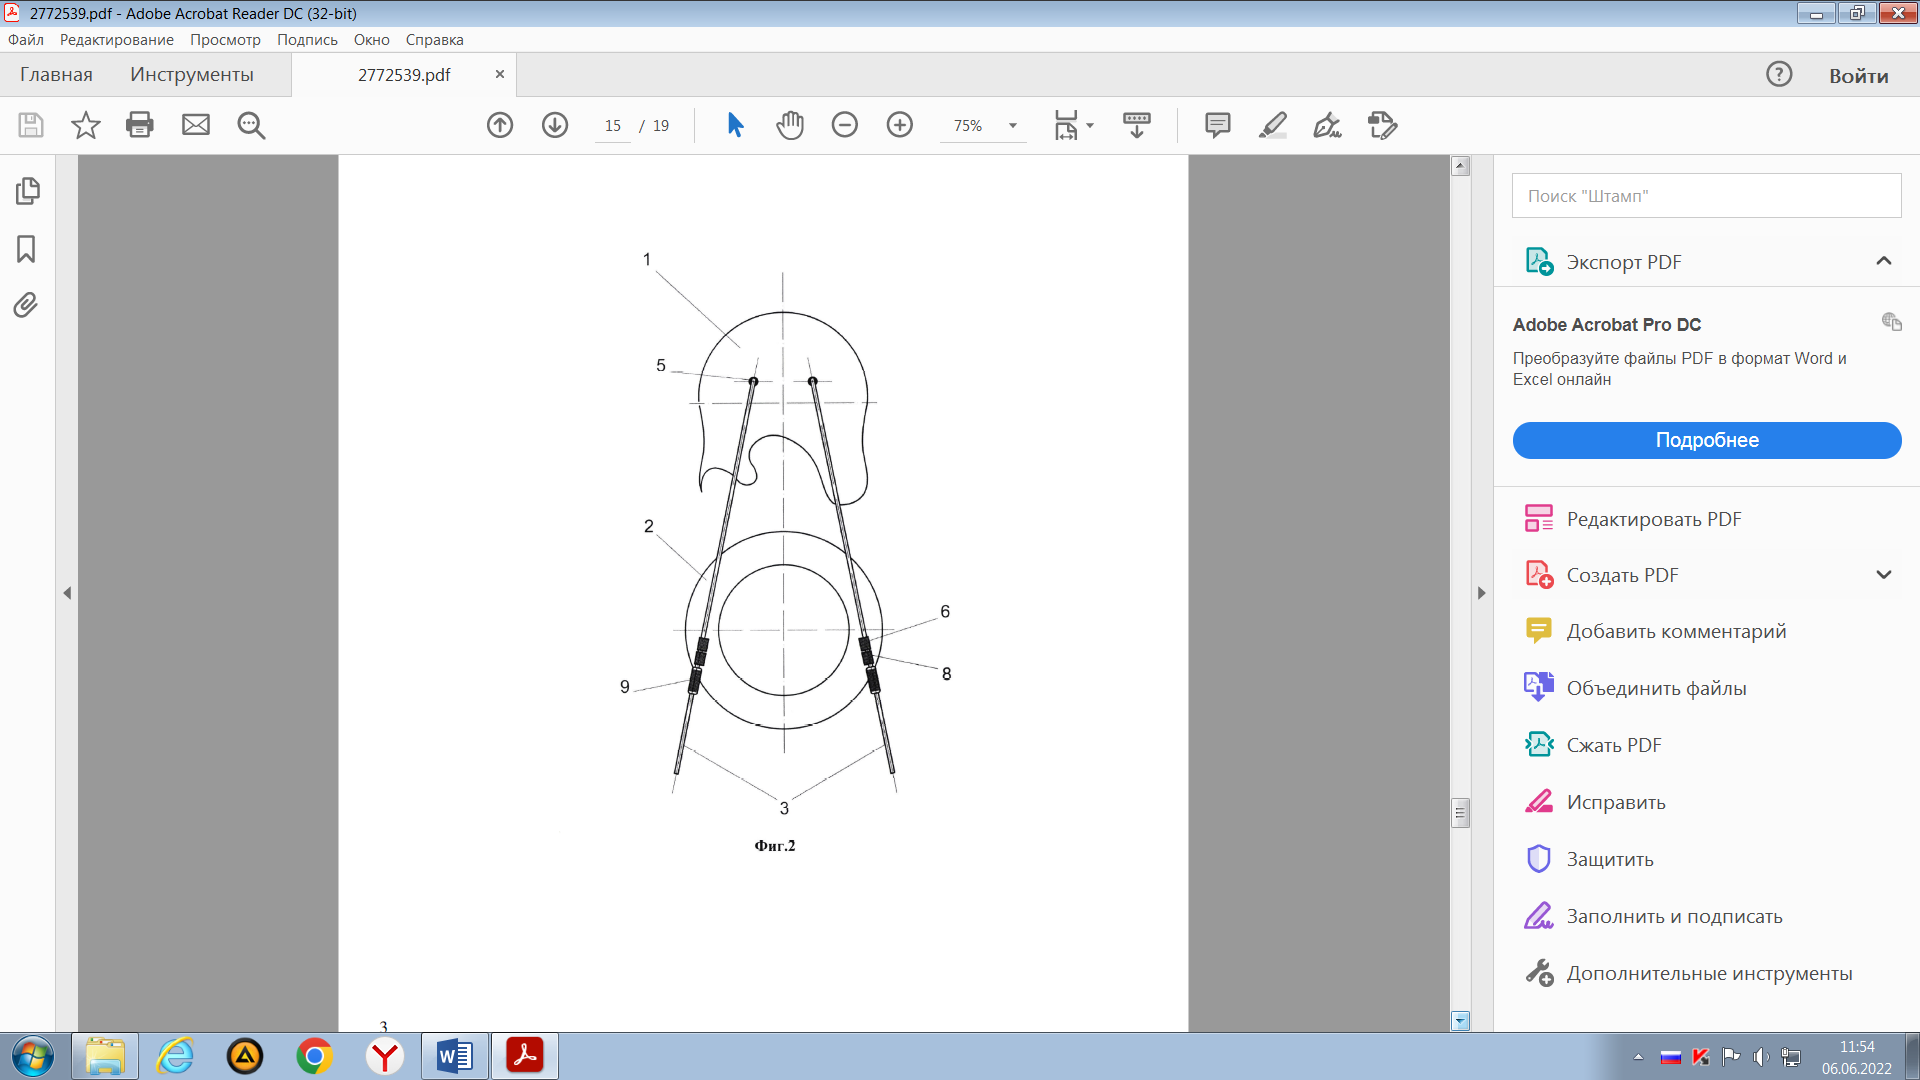 2772539.pdf - Adobe Acrobat Reader DC (32-bit)
Файл Редактирование Просмотр Подпись Окно Справка
Главная Инструменты 2772539.pdf × ? Войти
15 / 19 75%
Поиск "Штамп"
Экспорт PDF
Adobe Acrobat Pro DC
Преобразуйте файлы PDF в формат Word и
Excel онлайн
Подробнее
Редактировать PDF
Создать PDF
Добавить комментарий
Объединить файлы
Сжать PDF
Исправить
Защитить
Заполнить и подписать
Дополнительные инструменты
1
5
2
6
8
9
3
Фиг.2
3
11:54
06.06.2022